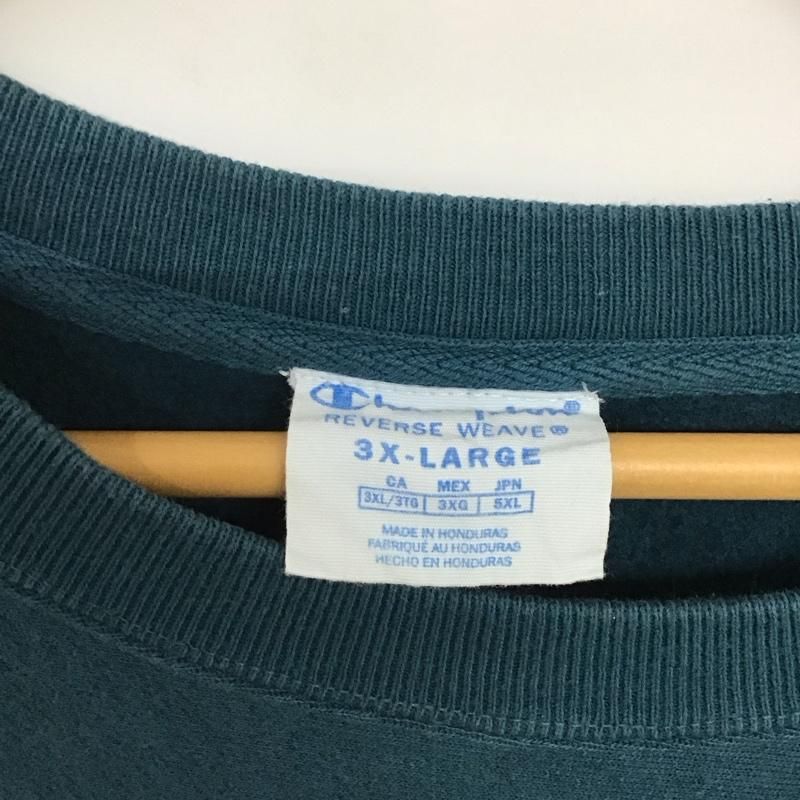 Champion®
REVERSE WEAVE®
3X-LARGE
CA MEX JPN
3XL/3TG 3XG 5XL
MADE IN HONDURAS
FABRIQUÉ AU HONDURAS
HECHO EN HONDURAS